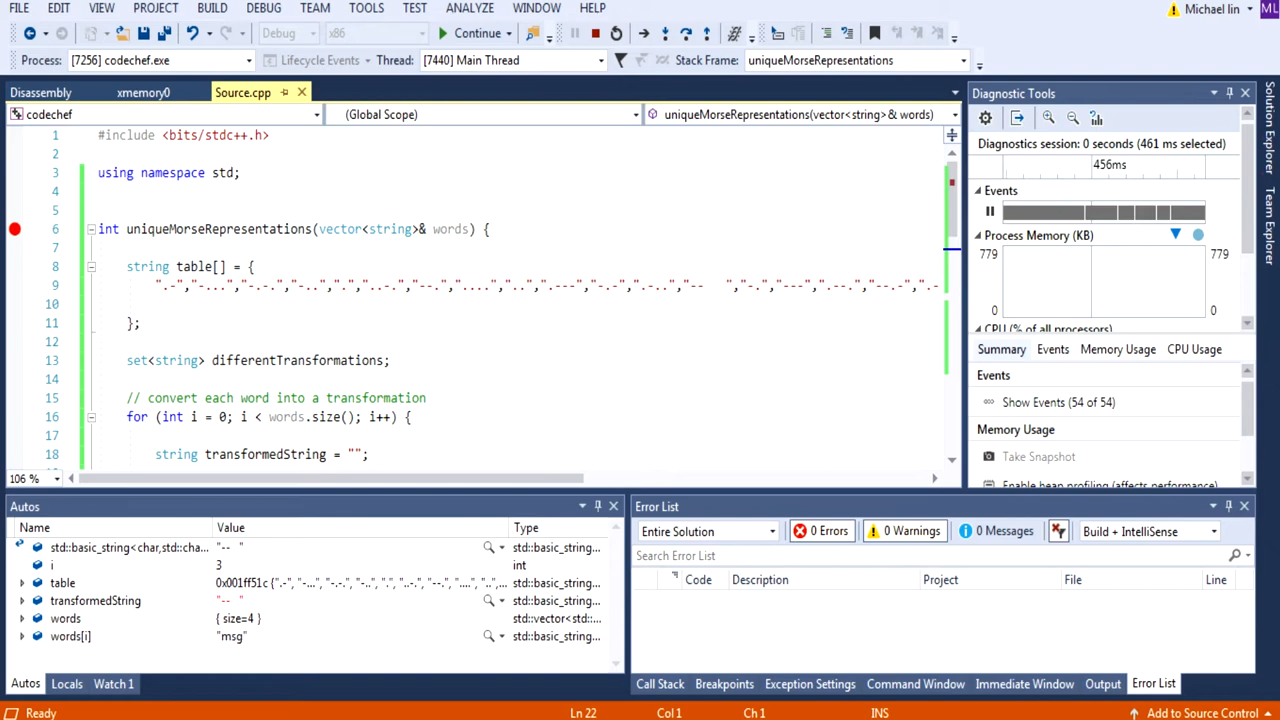 FILE EDIT VIEW PROJECT BUILD DEBUG TEAM TOOLS TEST ANALYZE WINDOW HELP Michael lin ML
Debug x86 Continue
Process: [7256] codechef.exe Lifecycle Events Thread: [7440] Main Thread Stack Frame: uniqueMorseRepresentations
Disassembly xmemory0 Source.cpp
codechef (Global Scope) uniqueMorseRepresentations(vector<string>& words)
1 #include <bits/stdc++.h>
2
3 using namespace std;
4
5
6 int uniqueMorseRepresentations(vector<string>& words) {
7
8 string table[] = {
9 ".-","-...","-.-.","-..",".","..-.","--.","....","..",".---","-.-",".-..","--   ","-.","---",".--.","--.-",".-
10
11 };
12
13 set<string> differentTransformations;
14
15 // convert each word into a transformation
16 for (int i = 0; i < words.size(); i++) {
17
18 string transformedString = "";
106 %
Diagnostic Tools
Diagnostics session: 0 seconds (461 ms selected)
456ms
Events
Process Memory (KB)
779 779
0 0
CPU (% of all processors)
Summary Events Memory Usage CPU Usage
Events
Show Events (54 of 54)
Memory Usage
Take Snapshot
Enable heap profiling (affects performance)
Solution Explorer
Team Explorer
Autos
Name Value Type
std::basic_string<char,std::cha... "--   " std::basic_string...
i 3 int
table 0x001ff51c {".-", "-...", "-.-.", "-..", ".", "..-.", "--.", "....", "..",... std::basic_string...
transformedString "--   " std::basic_string...
words { size=4 } std::vector<std::...
words[i] "msg" std::basic_string...
Autos Locals Watch 1
Error List
Entire Solution 0 Errors 0 Warnings 0 Messages Build + IntelliSense
Search Error List
Code Description Project File Line
Call Stack Breakpoints Exception Settings Command Window Immediate Window Output Error List
Ready Ln 22 Col 1 Ch 1 INS Add to Source Control